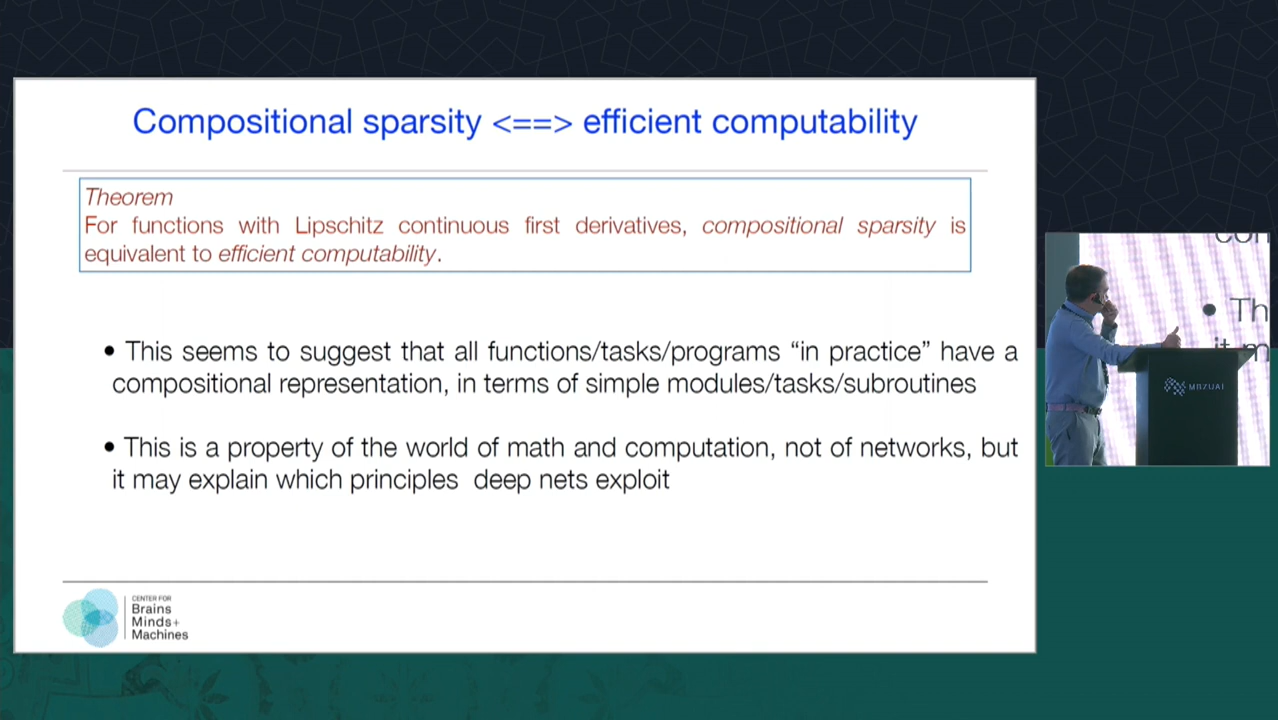 Compositional sparsity <==> efficient computability
Theorem
For functions with Lipschitz continuous first derivatives, compositional sparsity is
equivalent to efficient computability.
• This seems to suggest that all functions/tasks/programs “in practice” have a
compositional representation, in terms of simple modules/tasks/subroutines
• This is a property of the world of math and computation, not of networks, but
it may explain which principles deep nets exploit
CENTER FOR
Brains
Minds+
Machines
• Th
it m
MBZUAI